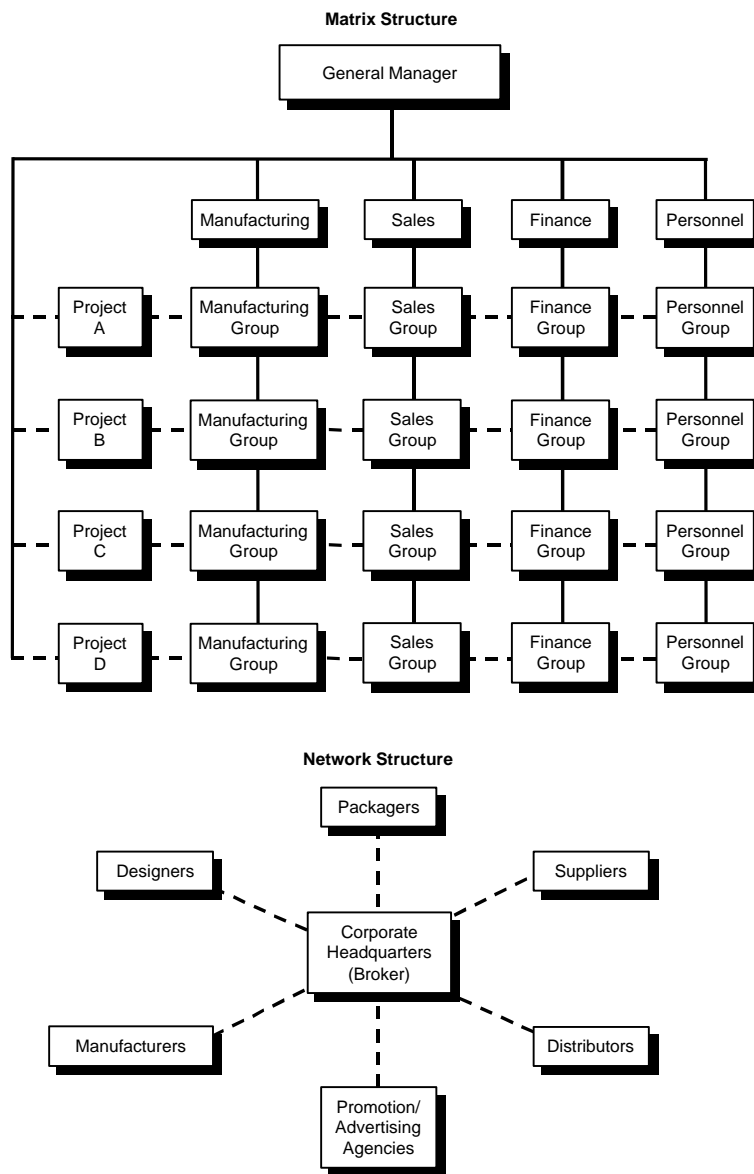 Matrix Structure
General Manager
Manufacturing
Sales
Finance
Personnel
Project
A
Manufacturing
Group
Sales
Group
Finance
Group
Personnel
Group
Project
B
Manufacturing
Group
Sales
Group
Finance
Group
Personnel
Group
Project
C
Manufacturing
Group
Sales
Group
Finance
Group
Personnel
Group
Project
D
Manufacturing
Group
Sales
Group
Finance
Group
Personnel
Group
Network Structure
Packagers
Designers
Suppliers
Corporate
Headquarters
(Broker)
Manufacturers
Distributors
Promotion/
Advertising
Agencies